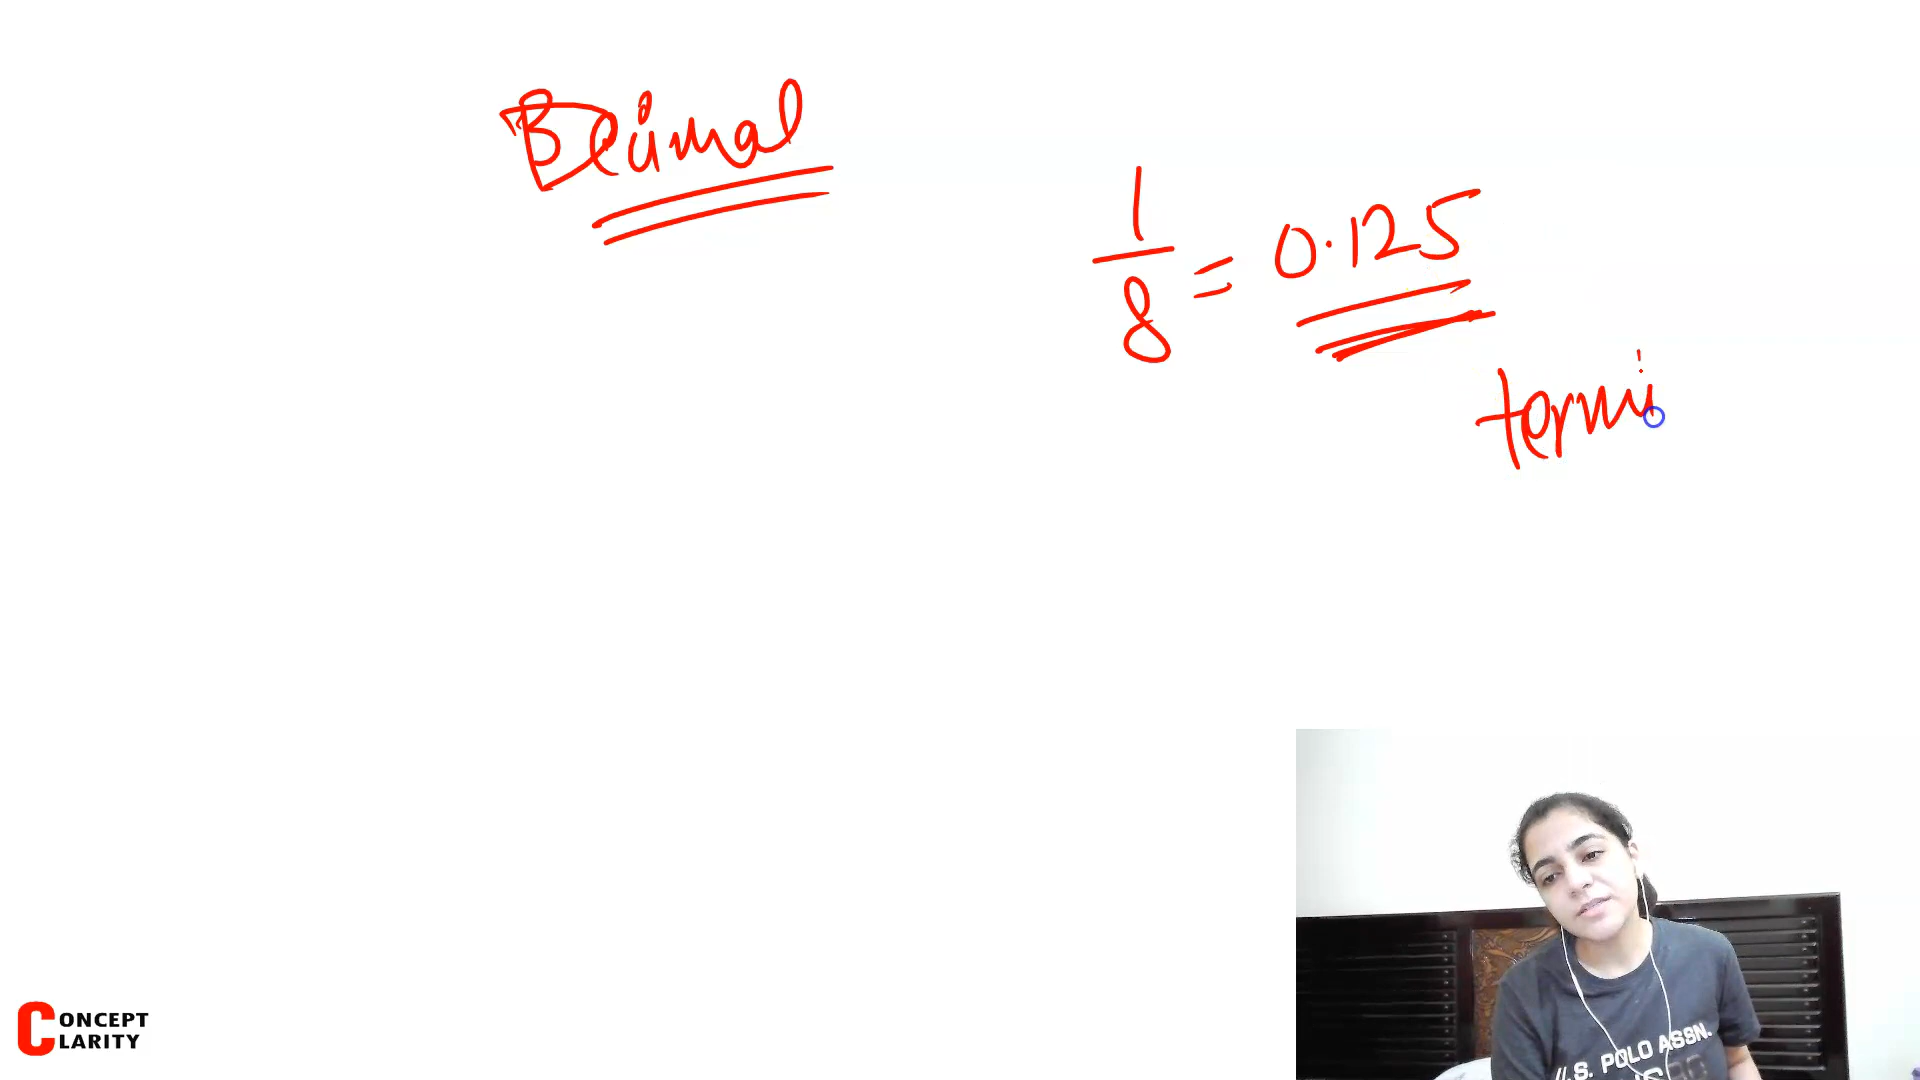 Decimal
1/8 = 0.125
termi
CONCEPT
CLARITY
U.S. POLO ASSN.